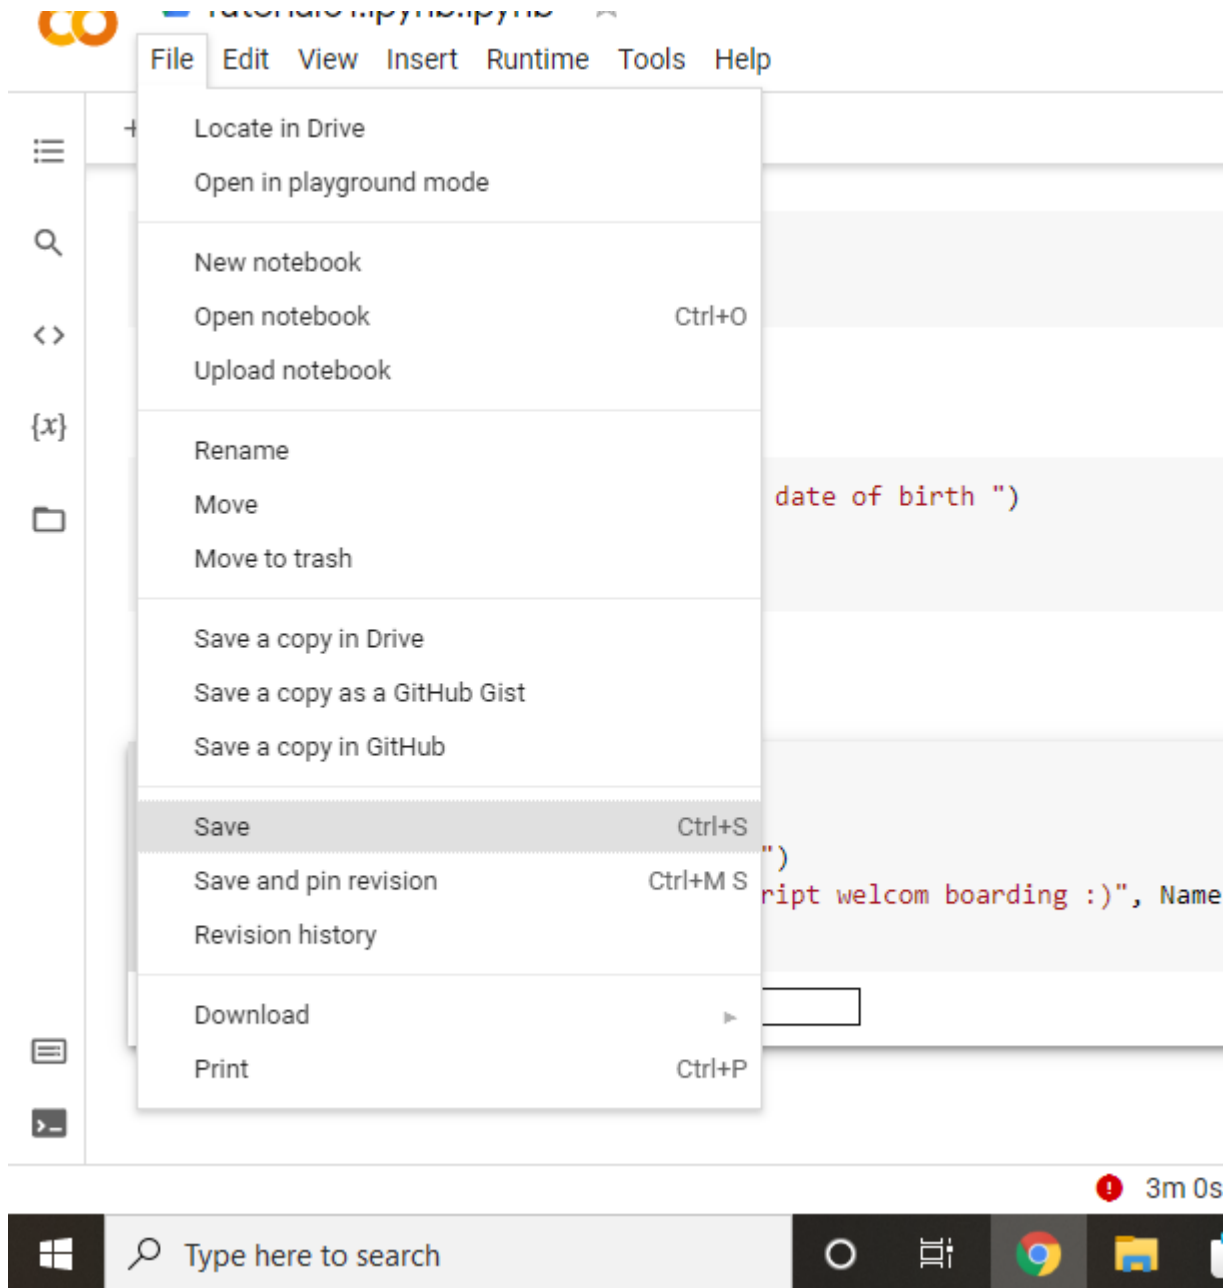 File Edit View Insert Runtime Tools Help
Locate in Drive
Open in playground mode
New notebook
Open notebook Ctrl+O
Upload notebook
{x}
Rename
Move
date of birth ")
Move to trash
Save a copy in Drive
Save a copy as a GitHub Gist
Save a copy in GitHub
Save Ctrl+S
")
Save and pin revision Ctrl+M S
ript welcom boarding :)", Name
Revision history
Download
Print Ctrl+P
3m 0s
Type here to search